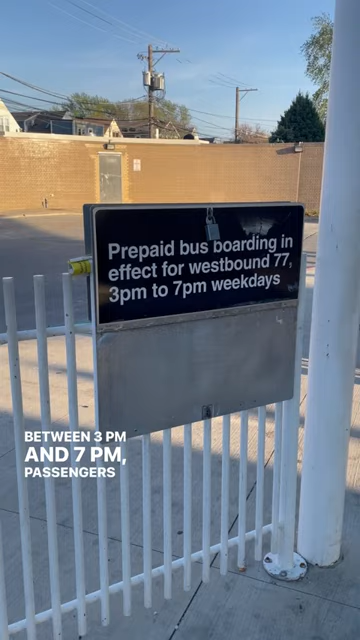 Prepaid bus boarding in
effect for westbound 77,
3pm to 7pm weekdays
BETWEEN 3 PM
AND 7 PM,
PASSENGERS